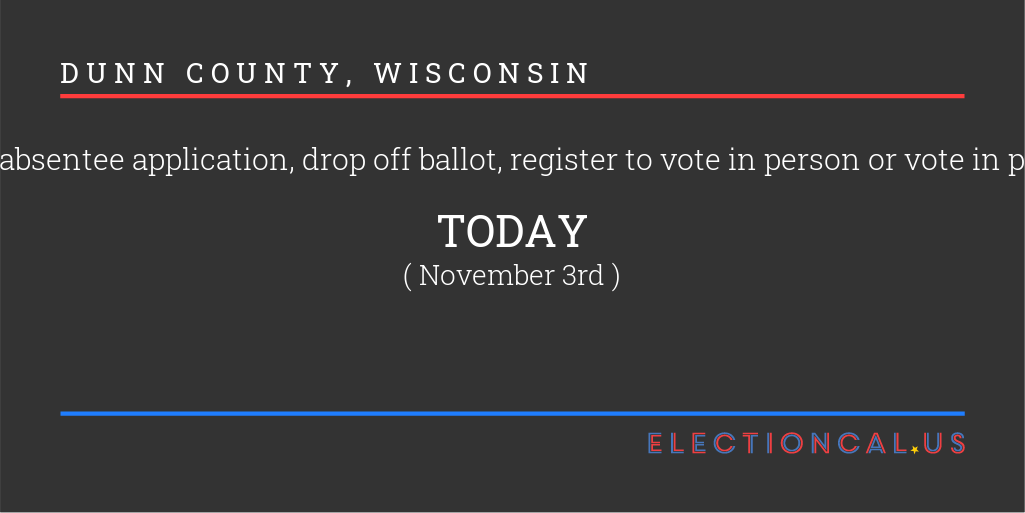 DUNN COUNTY, WISCONSIN
absentee application, drop off ballot, register to vote in person or vote in p
TODAY
( November 3rd )
ELECTIONCAL.US